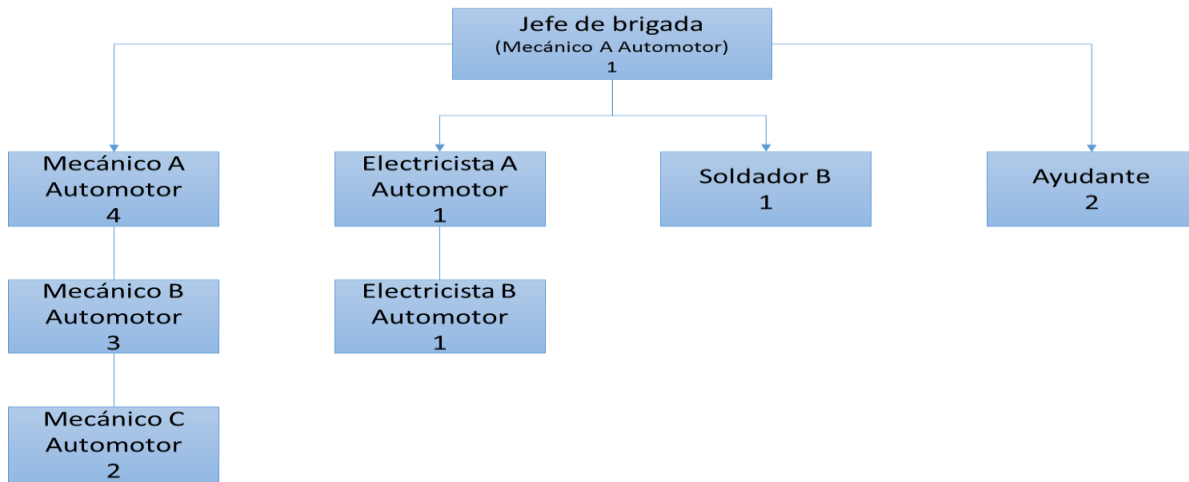 Jefe de brigada
(Mecánico A Automotor)
1
Mecánico A
Automotor
4
Electricista A
Automotor
1
Soldador B
1
Ayudante
2
Mecánico B
Automotor
3
Electricista B
Automotor
1
Mecánico C
Automotor
2